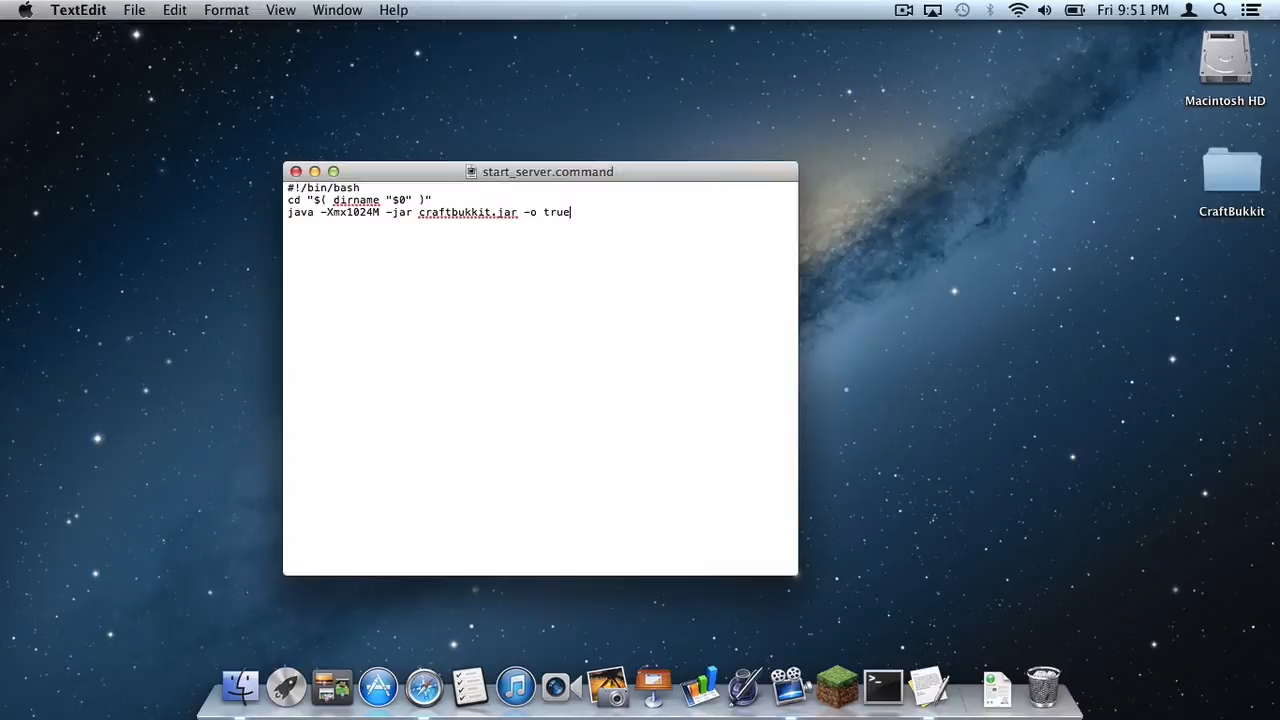 TextEdit File Edit Format View Window Help Fri 9:51 PM
Macintosh HD
CraftBukkit
start_server.command
#!/bin/bash
cd "$( dirname "$0" )"
java -Xmx1024M -jar craftbukkit.jar -o true
>_